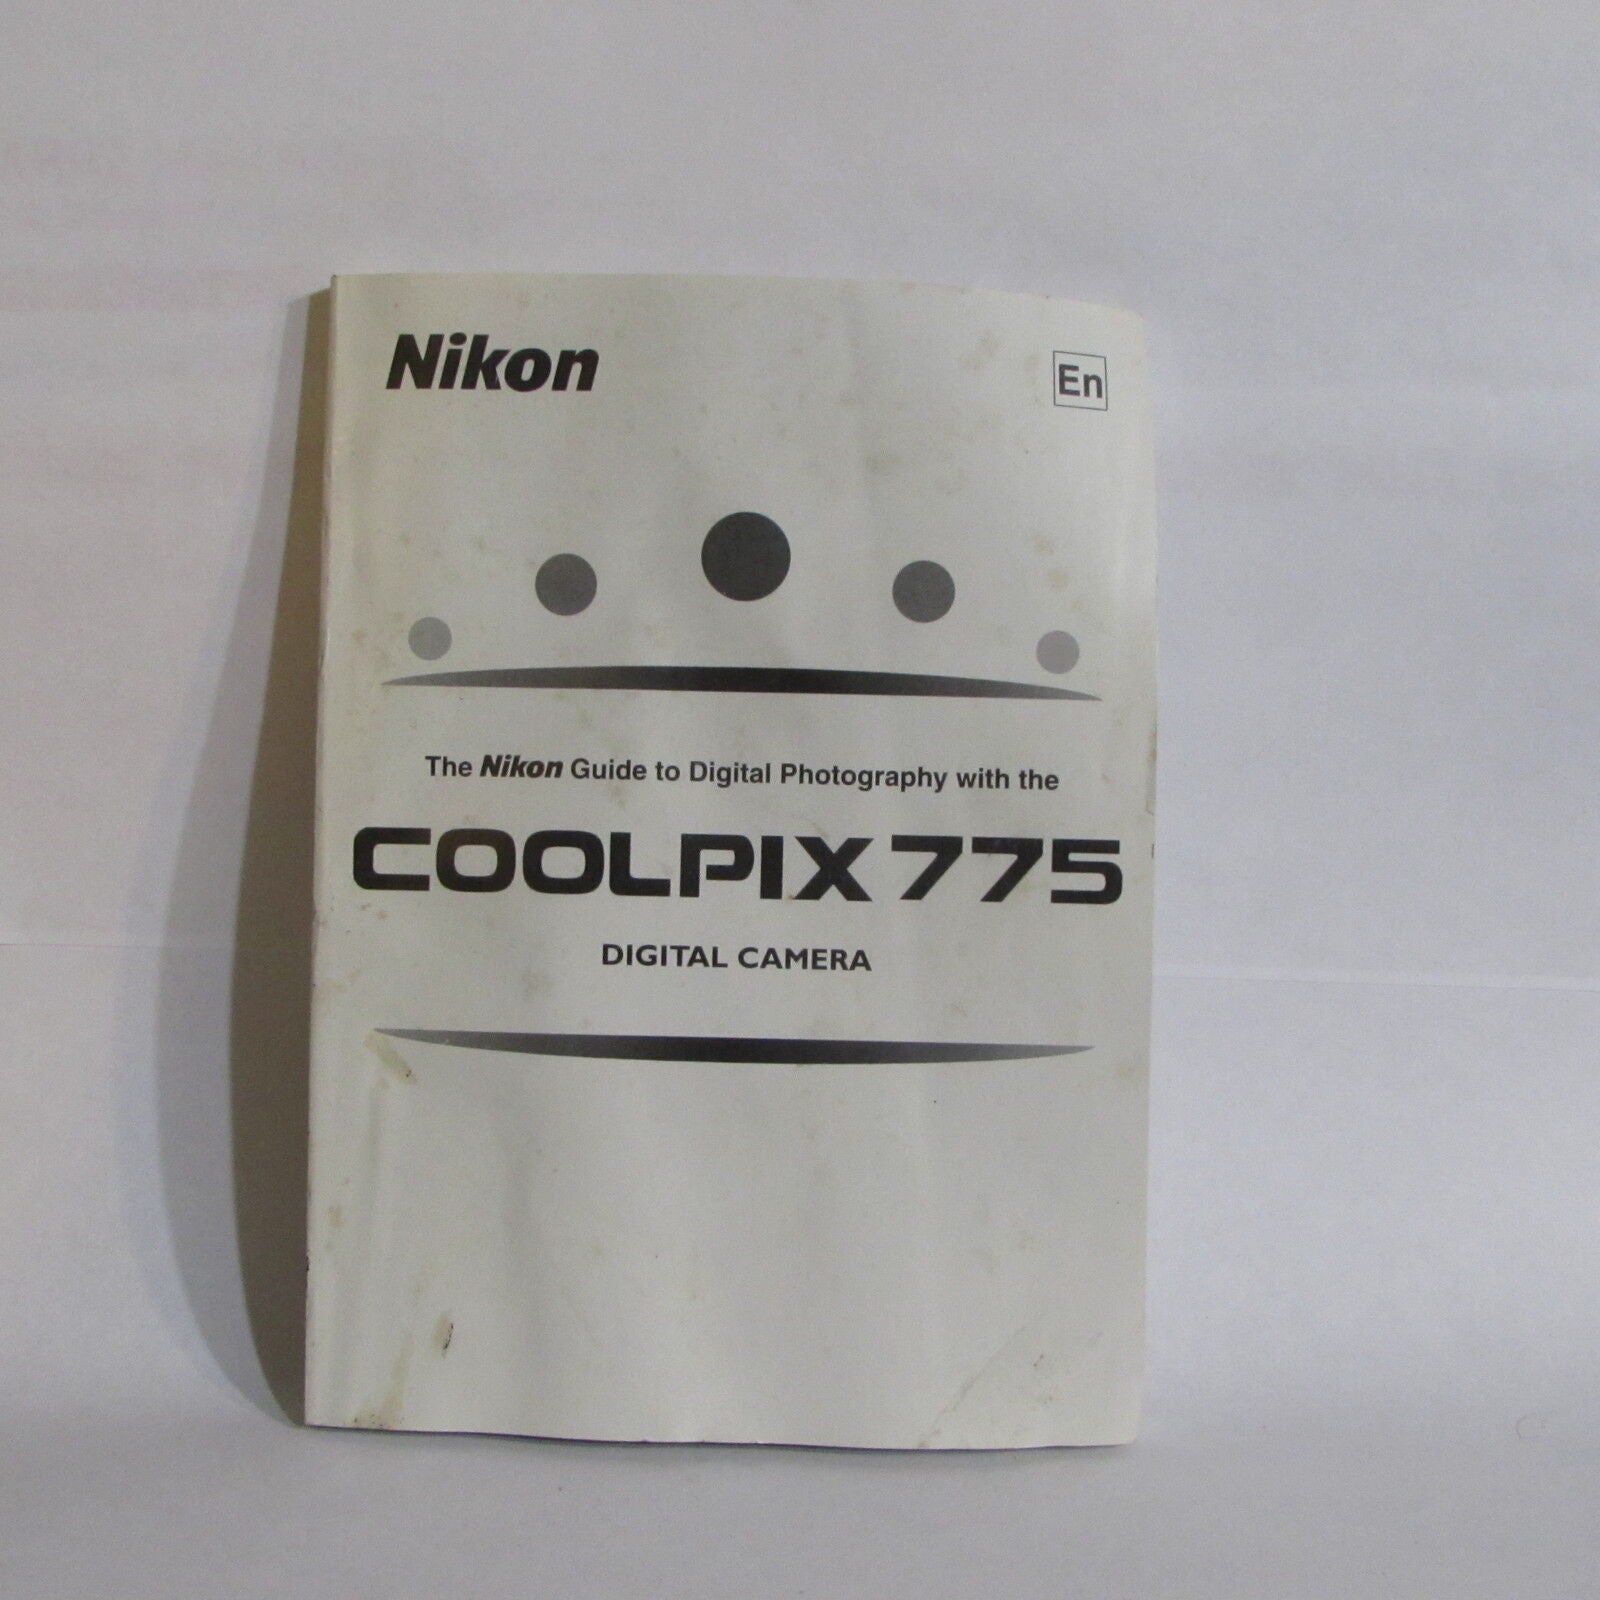 Nikon
En
The Nikon Guide to Digital Photography with the
COOLPIX 775
DIGITAL CAMERA